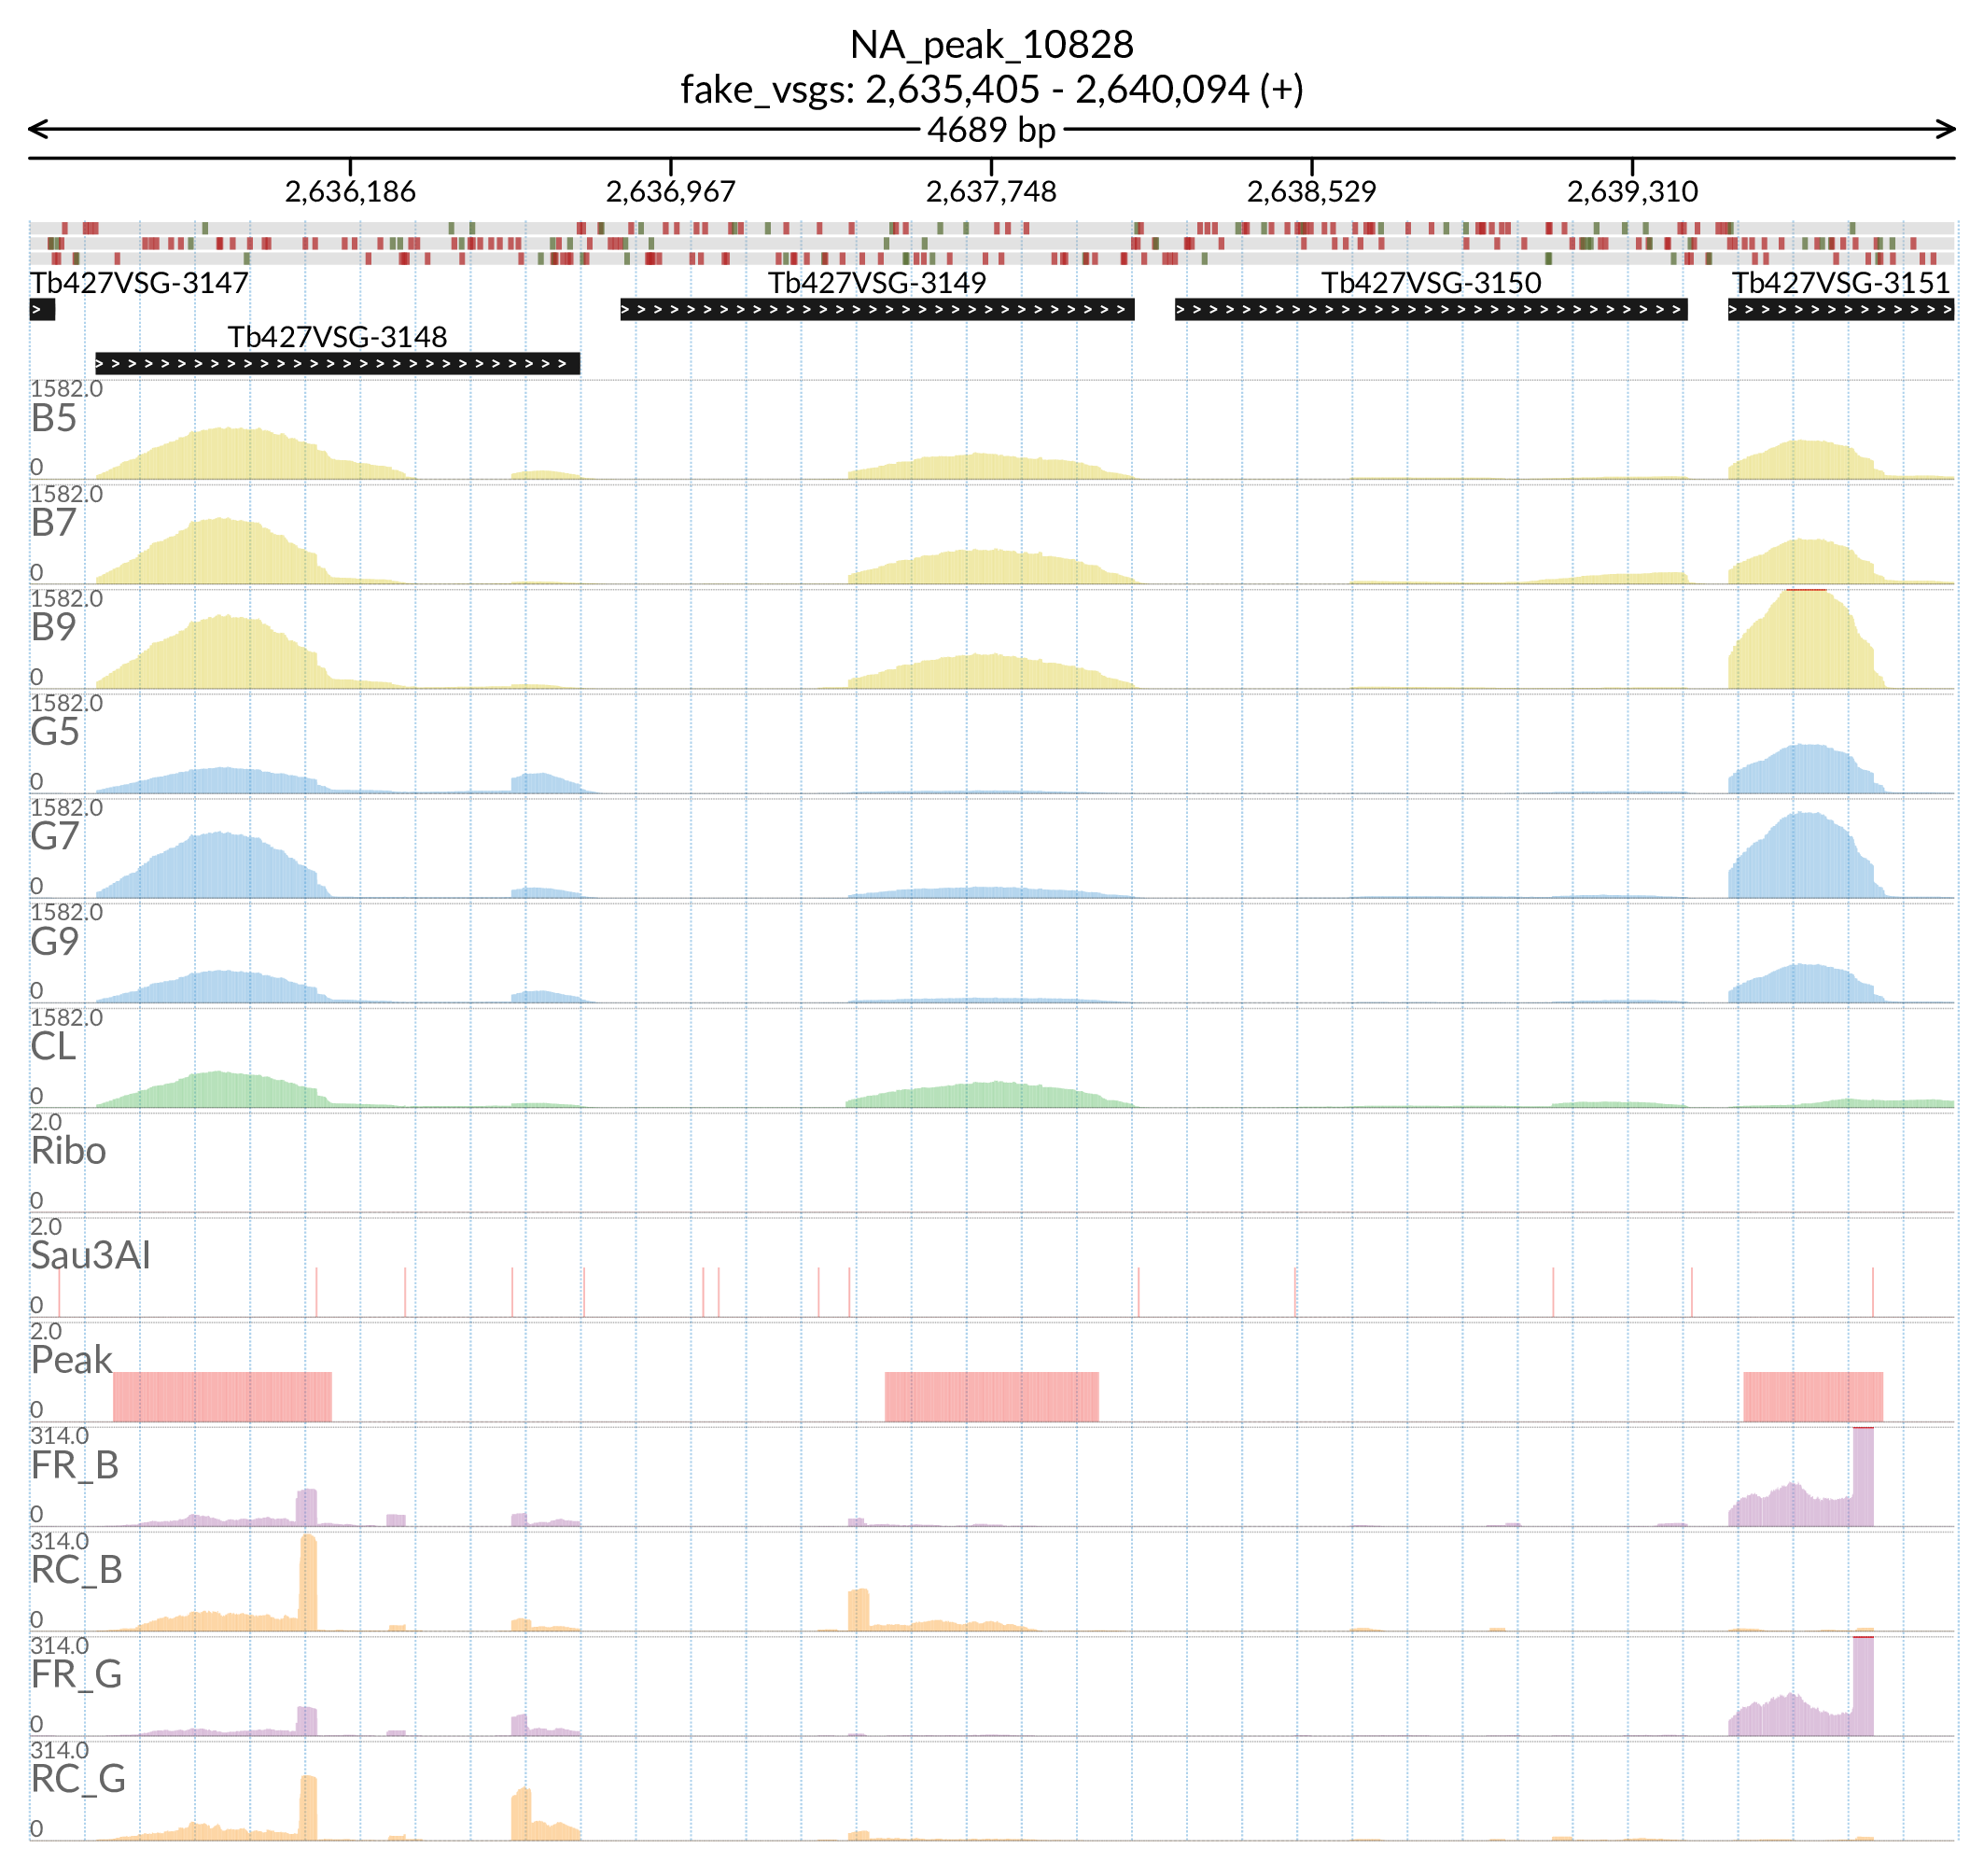 NA_peak_10828
fake_vsgs: 2,635,405 - 2,640,094 (+)
4689 bp
2,636,186 2,636,967 2,637,748 2,638,529 2,639,310
Tb427VSG-3147 Tb427VSG-3149 Tb427VSG-3150 Tb427VSG-3151
Tb427VSG-3148
1582.0
B5
0
1582.0
B7
0
1582.0
B9
0
1582.0
G5
0
1582.0
G7
0
1582.0
G9
0
1582.0
CL
0
2.0
Ribo
0
2.0
Sau3AI
0
2.0
Peak
0
314.0
FR_B
0
314.0
RC_B
0
314.0
FR_G
0
314.0
RC_G
0